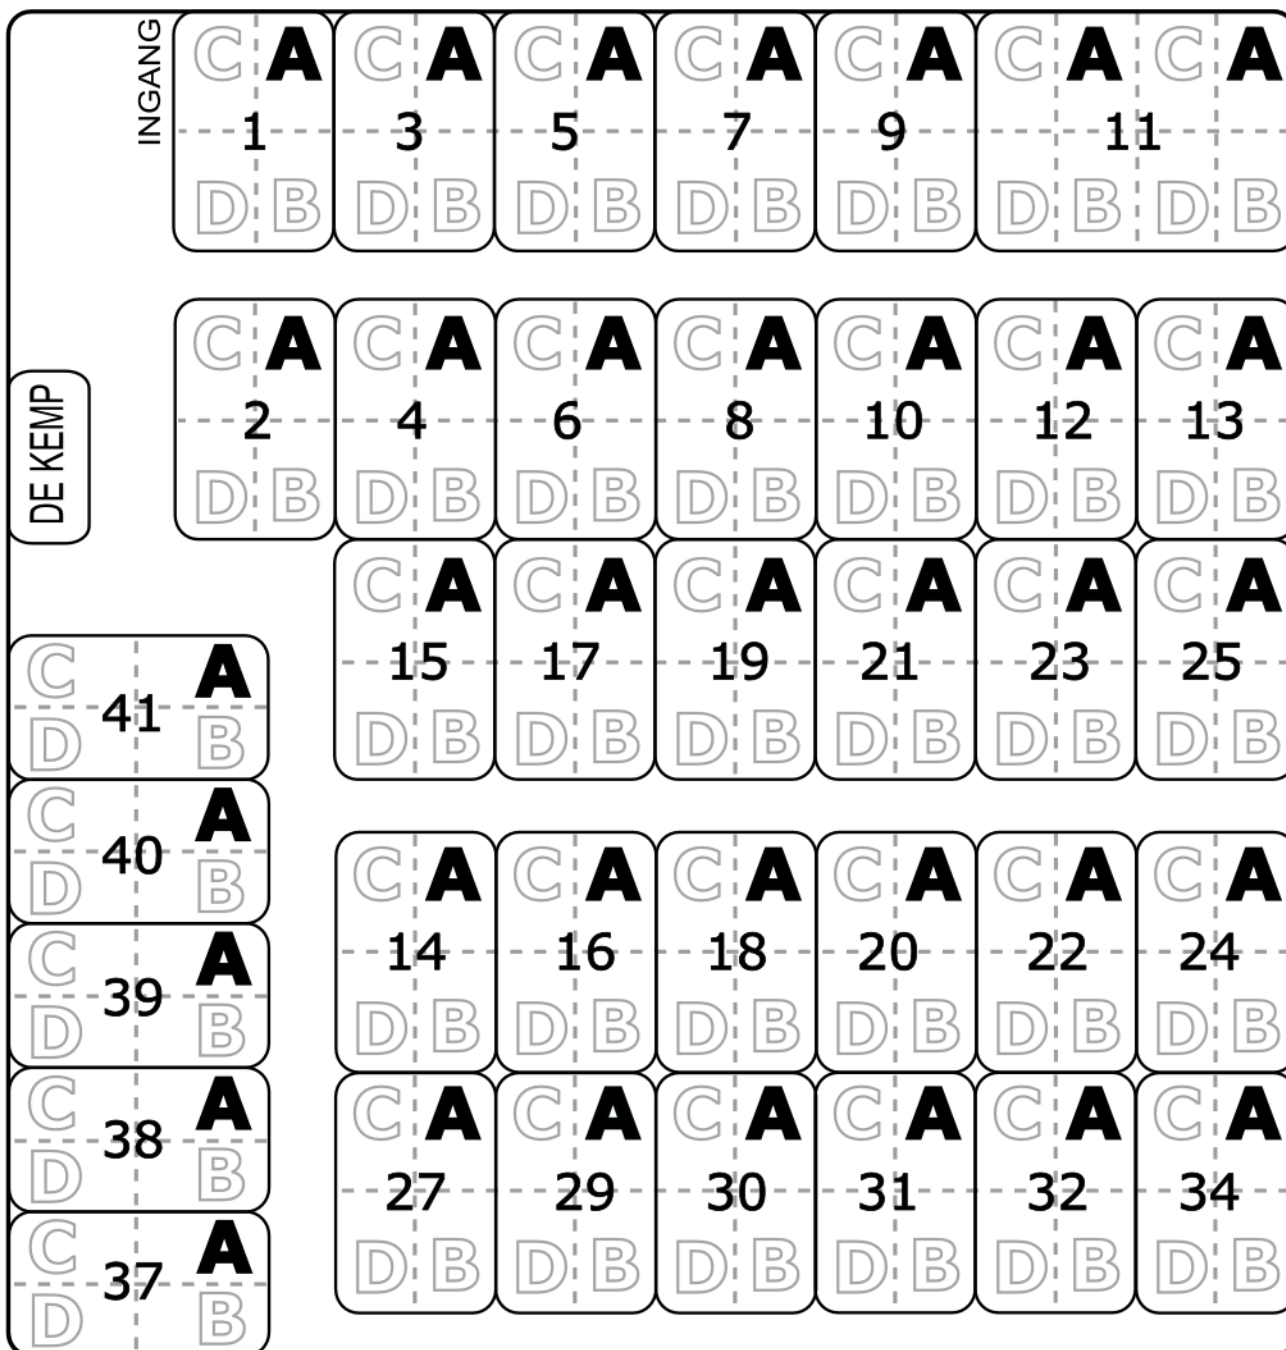 INGANG
C A C A C A C A C A C A C A
1 3 5 7 9 11
D B D B D B D B D B D B D B
C A C A C A C A C A C A C A
DE KEMP
2 4 6 8 10 12 13
D B D B D B D B D B D B D B
C A C A C A C A C A C A
15 17 19 21 23 25
D B D B D B D B D B D B
C A
41
D B
C A
40
D B
C A
39
D B
C A
38
D B
C A
37
D B
C A C A C A C A C A C A
14 16 18 20 22 24
D B D B D B D B D B D B
C A C A C A C A C A C A
27 29 30 31 32 34
D B D B D B D B D B D B